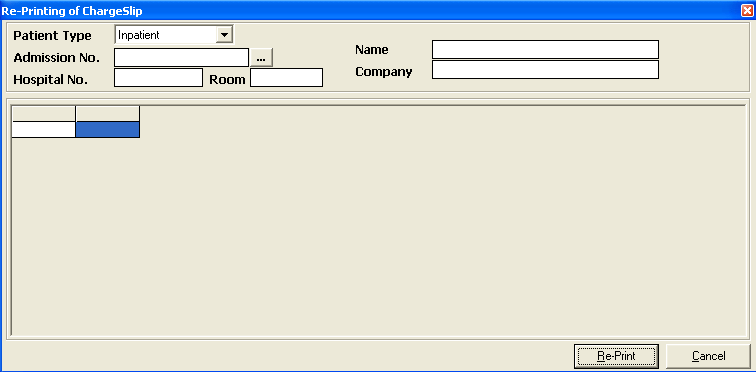 Re-Printing of ChargeSlip
Patient Type Inpatient
Admission No. ...
Hospital No. Room
Name
Company
Re-Print Cancel